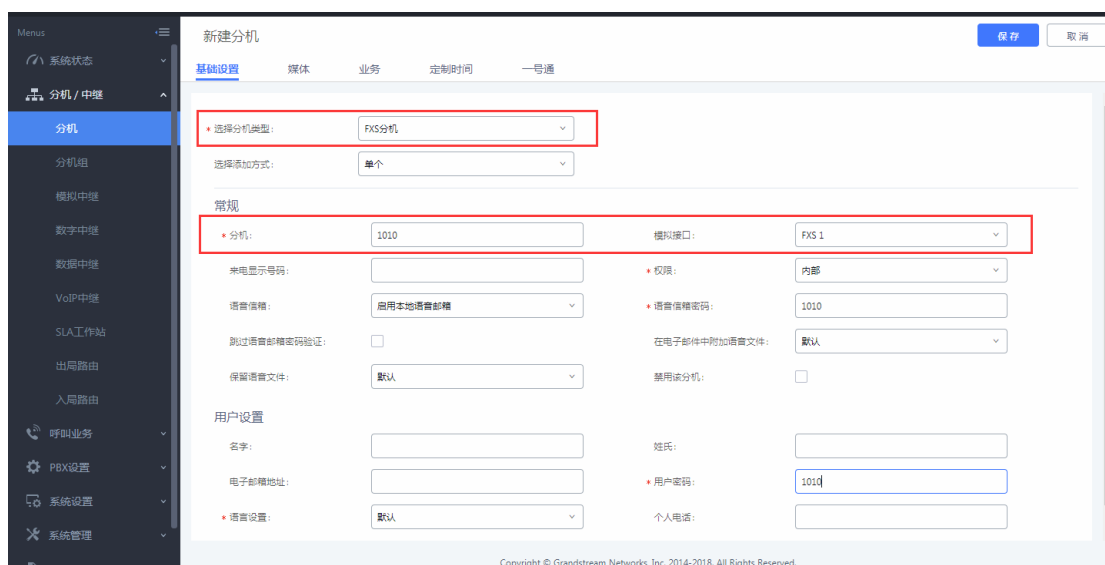 Menus
新建分机
保存
取消
系统状态
基础设置 媒体 业务 定制时间 一号通
分机 / 中继
分机
* 选择分机类型: FXS分机
分机组
选择添加方式: 单个
模拟中继
常规
数字中继
* 分机: 1010 模拟接口: FXS 1
数据中继
来电显示号码: * 权限: 内部
VoIP中继
语音信箱: 启用本地语音邮箱 * 语音信箱密码: 1010
SLA工作站
跳过语音邮箱密码验证: 在电子邮件中附加语音文件: 默认
出局路由
保留语音文件: 默认 禁用该分机:
入局路由
用户设置
呼叫业务
名字: 姓氏:
PBX设置
电子邮箱地址: * 用户密码: 1010
系统设置
* 语言设置: 默认 个人电话:
系统管理
Copyright © Grandstream Networks, Inc. 2014-2018. All Rights Reserved.